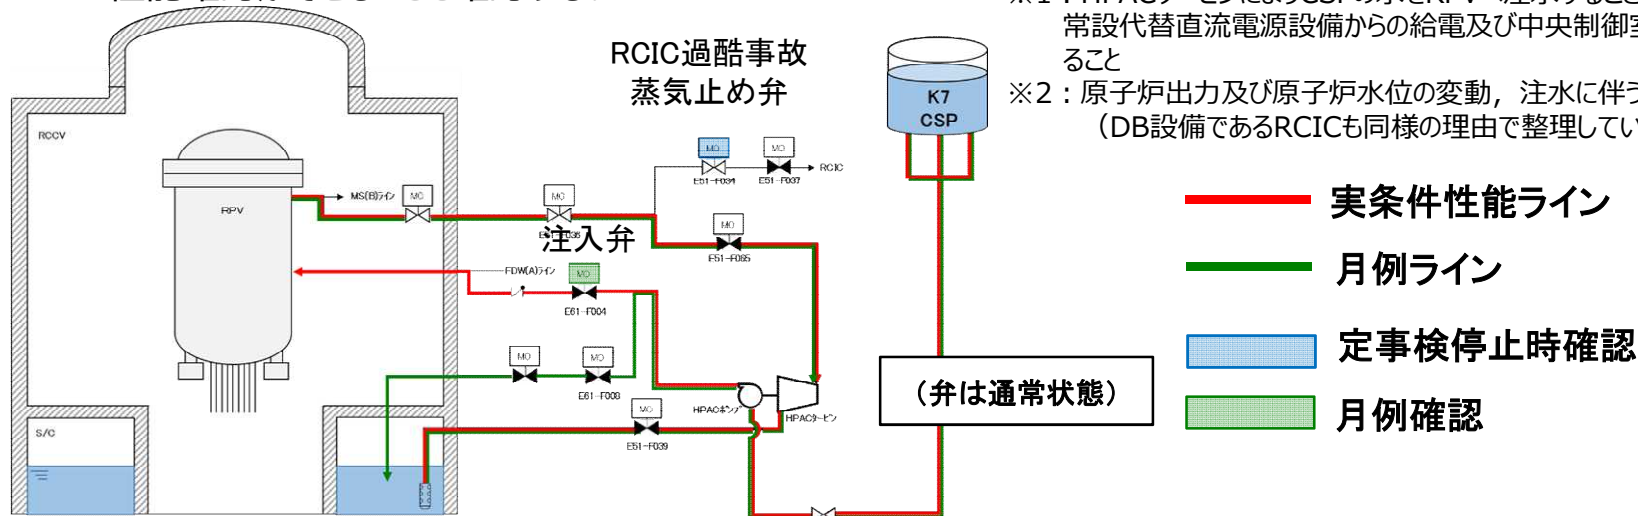 ※1：HPACタービンによりCSPの水をRPVへ注水すること
常設代替直流電源設備からの給電及び中央制御室
ること
※2：原子炉出力及び原子炉水位の変動，注水に伴う
（DB設備であるRCICも同様の理由で整理してい
RCIC過酷事故
蒸気止め弁
K7
CSP
RCCV
MO
MO
E51-F034
E51-F037
RCIC
MS(B)ライン
MO
MO
RPV
注入弁
MO
E51-F065
FDW(A)ライン
MO
E61-F004
MO
MO
E61-F008
HPACポンプ
HPACタービン
MO
E51-F039
S/C
（弁は通常状態）
実条件性能ライン
月例ライン
定事検停止時確認
月例確認